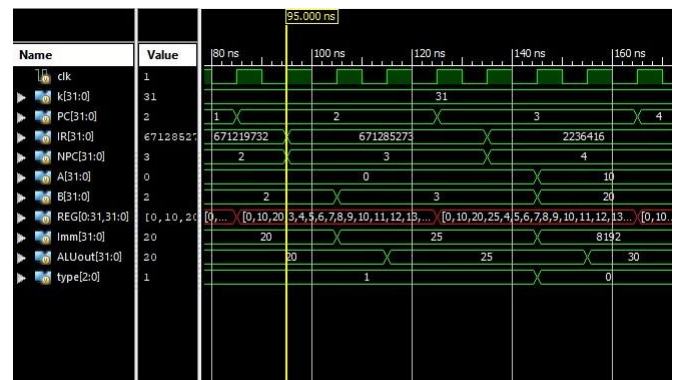 95.000 ns
Name Value 80 ns 100 ns 120 ns 140 ns 160 ns
clk 1
k[31:0] 31 31
PC[31:0] 2 1 2 3 4
IR[31:0] 67128527 671219732 671285273 2236416
NPC[31:0] 3 2 3 4
A[31:0] 0 0 10
B[31:0] 2 2 3 20
REG[0:31,31:0] [0,10,20 [0,... [0,10,20,3,4,5,6,7,8,9,10,11,12,13,... [0,10,20,25,4,5,6,7,8,9,10,11,12,13... [0,10...
Imm[31:0] 20 20 25 8192
ALUout[31:0] 20 20 25 30
type[2:0] 1 1 0